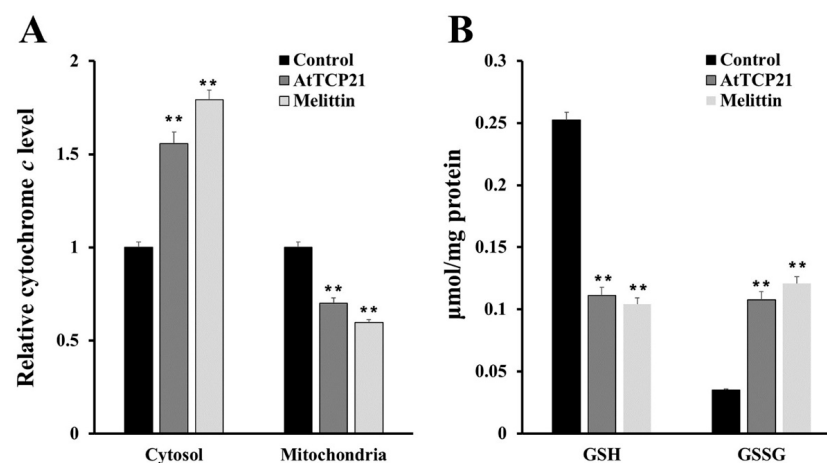 A
Relative cytochrome c level
2
1.5
1
0.5
0
Control
AtTCP21
Melittin
**
**
**
**
Cytosol
Mitochondria
B
μmol/mg protein
0.3
0.25
0.2
0.15
0.1
0.05
0
Control
AtTCP21
Melittin
**
**
**
**
GSH
GSSG